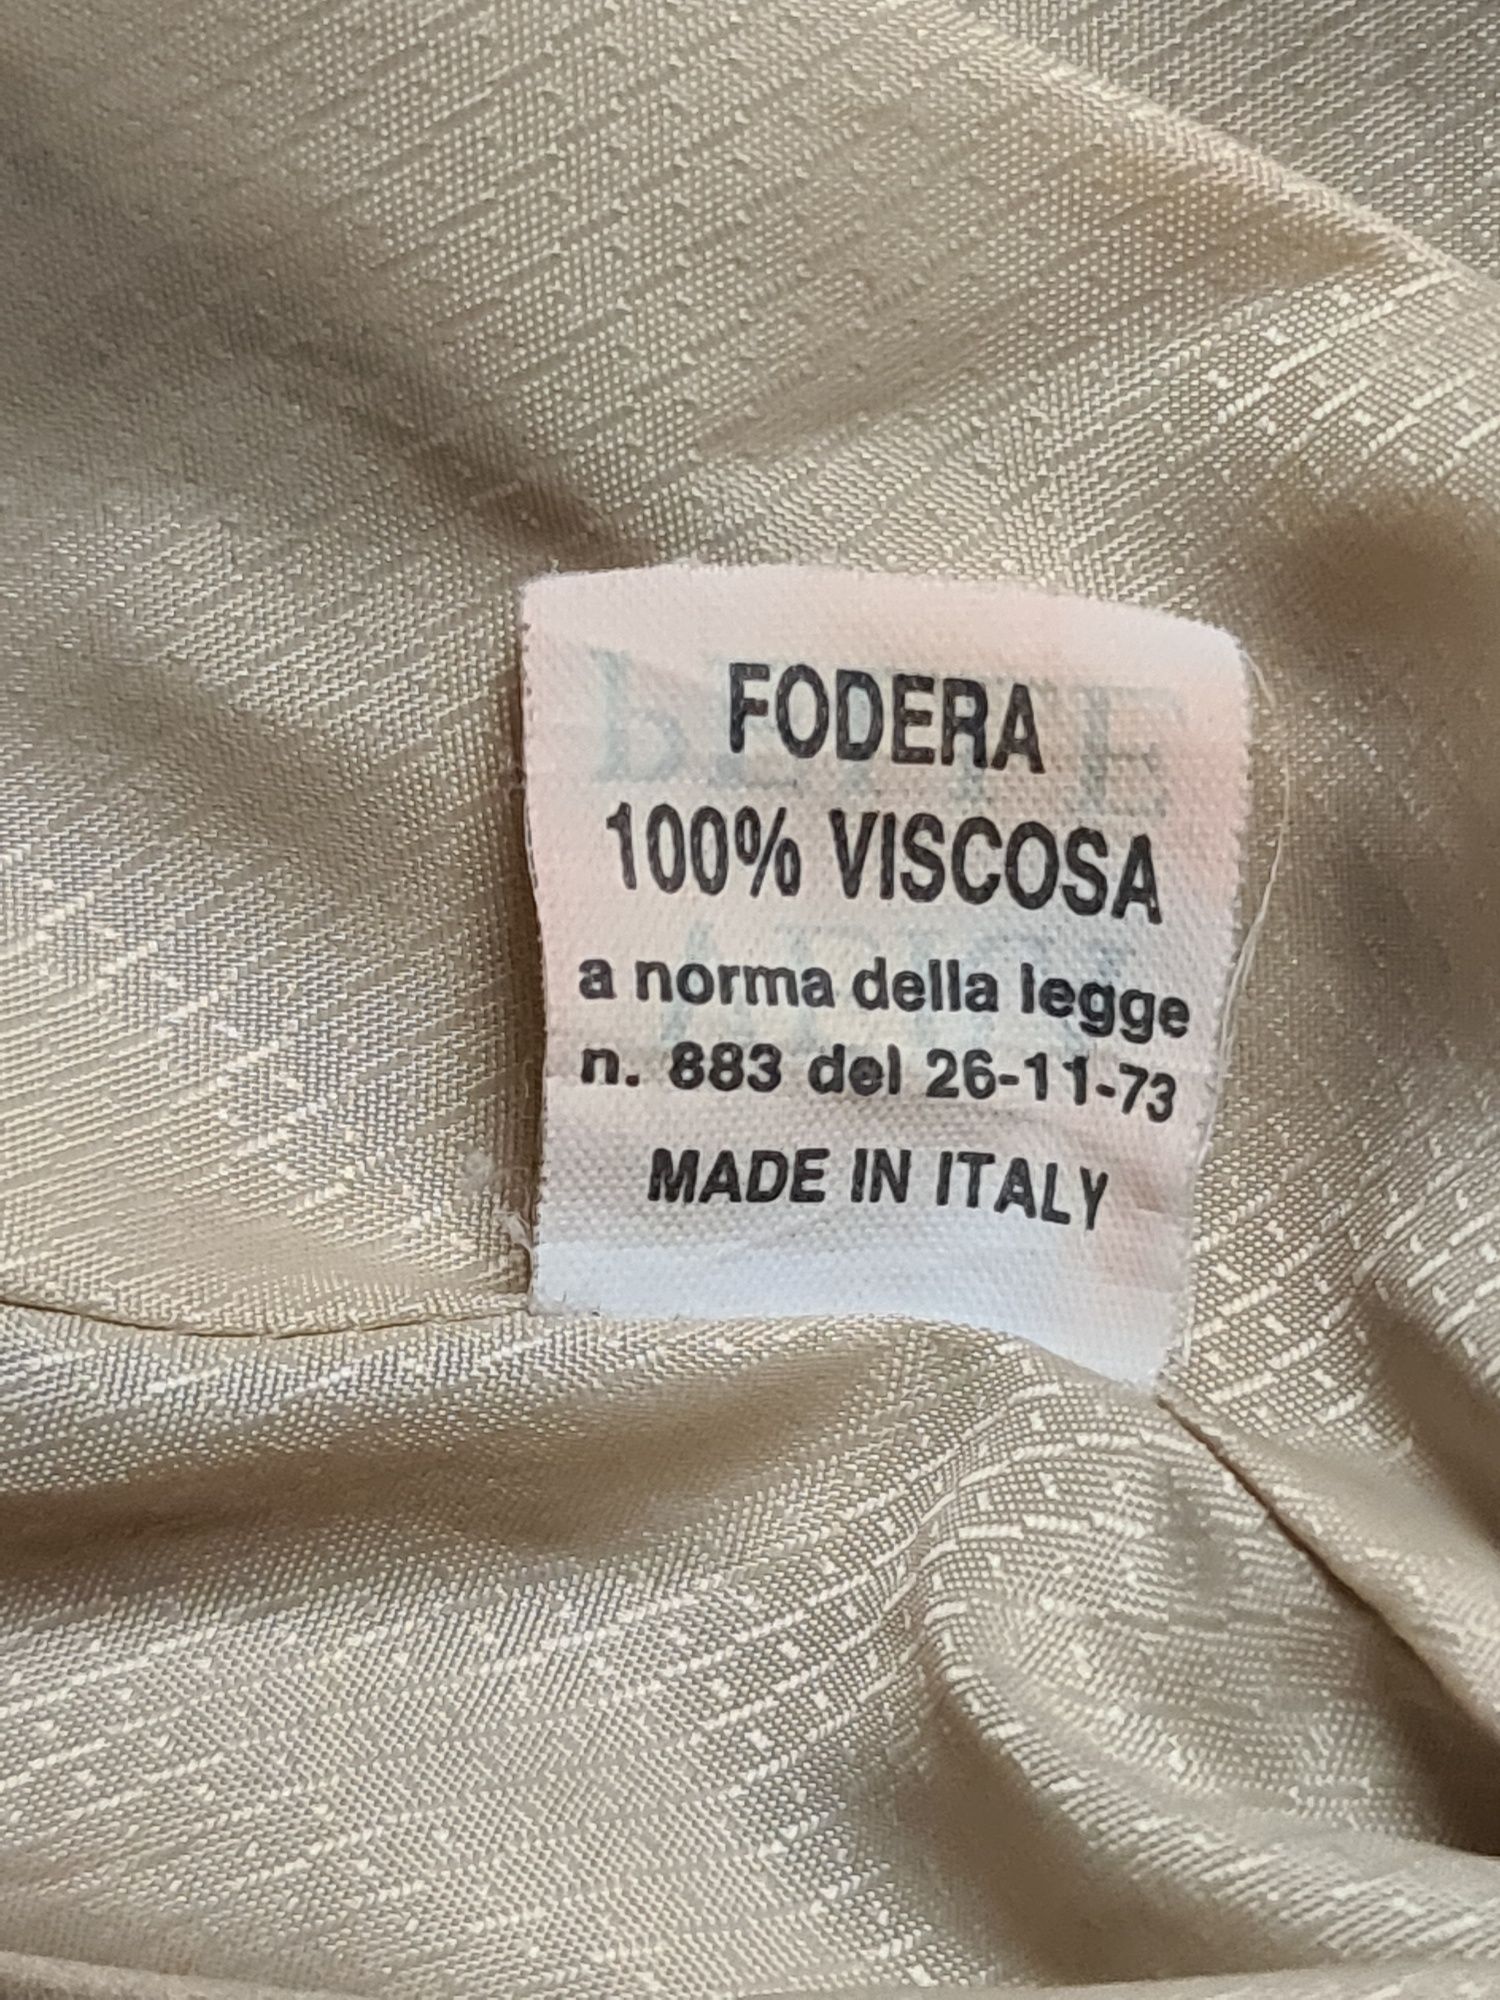 FODERA
100% VISCOSA
a norma della legge
n. 883 del 26-11-73
MADE IN ITALY